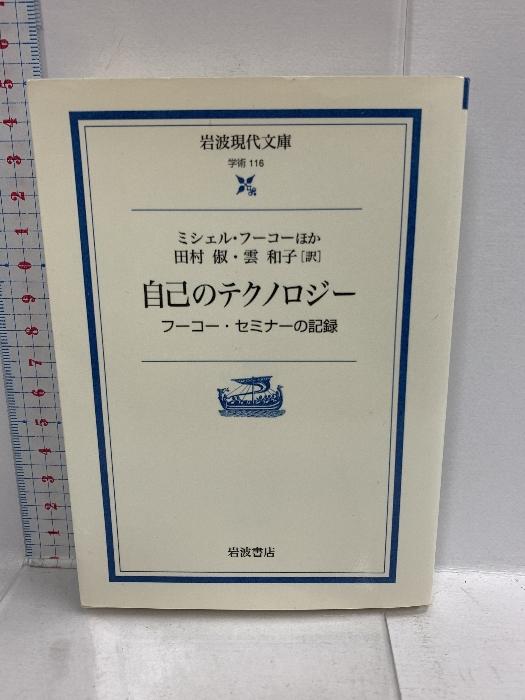 岩波現代文庫
学術 116
ミシェル・フーコーほか
田村 俶・雲 和子[訳]
自己のテクノロジー
フーコー・セミナーの記録
岩波書店